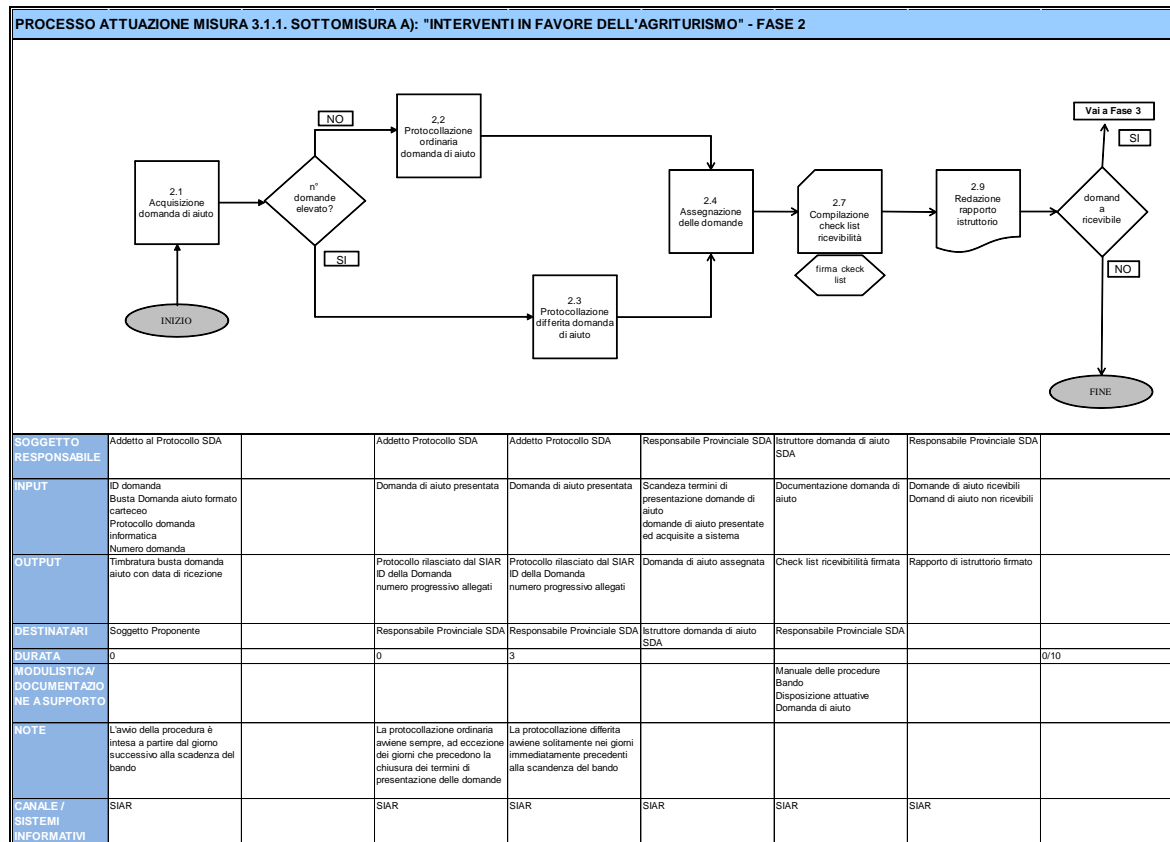 PROCESSO ATTUAZIONE MISURA 3.1.1. SOTTOMISURA A): "INTERVENTI IN FAVORE DELL'AGRITURISMO" - FASE 2
NO
2,2
Protocollazione
ordinaria
domanda di aiuto
Vai a Fase 3
SI
2.1
Acquisizione
domanda di aiuto
n°
domande
elevato?
2.4
Assegnazione
delle domande
2.7
Compilazione
check list
ricevibilità
2.9
Redazione
rapporto
istruttorio
domand
a
ricevibile
SI
firma ckeck
list
NO
INIZIO
2.3
Protocollazione
differita domanda
di aiuto
FINE
SOGGETTO
RESPONSABILE
Addetto al Protocollo SDA
Addetto Protocollo SDA
Addetto Protocollo SDA
Responsabile Provinciale SDA
Istruttore domanda di aiuto
SDA
Responsabile Provinciale SDA
INPUT
ID domanda
Busta Domanda aiuto formato
carteceo
Protocollo domanda
informatica
Numero domanda
Domanda di aiuto presentata
Domanda di aiuto presentata
Scandeza termini di
presentazione domande di
aiuto
domande di aiuto presentate
ed acquisite a sistema
Documentazione domanda di
aiuto
Domande di aiuto ricevibili
Domand di aiuto non ricevibili
OUTPUT
Timbratura busta domanda
aiuto con data di ricezione
Protocollo rilasciato dal SIAR
ID della Domanda
numero progressivo allegati
Protocollo rilasciato dal SIAR
ID della Domanda
numero progressivo allegati
Domanda di aiuto assegnata
Check list ricevibitilità firmata
Rapporto di istruttorio firmato
DESTINATARI
Soggetto Proponente
Responsabile Provinciale SDA
Responsabile Provinciale SDA
Istruttore domanda di aiuto
SDA
Responsabile Provinciale SDA
DURATA
0
0
3
0/10
MODULISTICA/
DOCUMENTAZIO
NE A SUPPORTO
Manuale delle procedure
Bando
Disposizione attuative
Domanda di aiuto
NOTE
L'avvio della procedura è
intesa a partire dal giorno
successivo alla scadenza del
bando
La protocollazione ordinaria
avviene sempre, ad eccezione
dei giorni che precedono la
chiusura dei termini di
presentazione delle domande
La protocollazione differita
avviene solitamente nei giorni
immediatamente precedenti
alla scandenza del bando
CANALE /
SISTEMI
INFORMATIVI
SIAR
SIAR
SIAR
SIAR
SIAR
SIAR